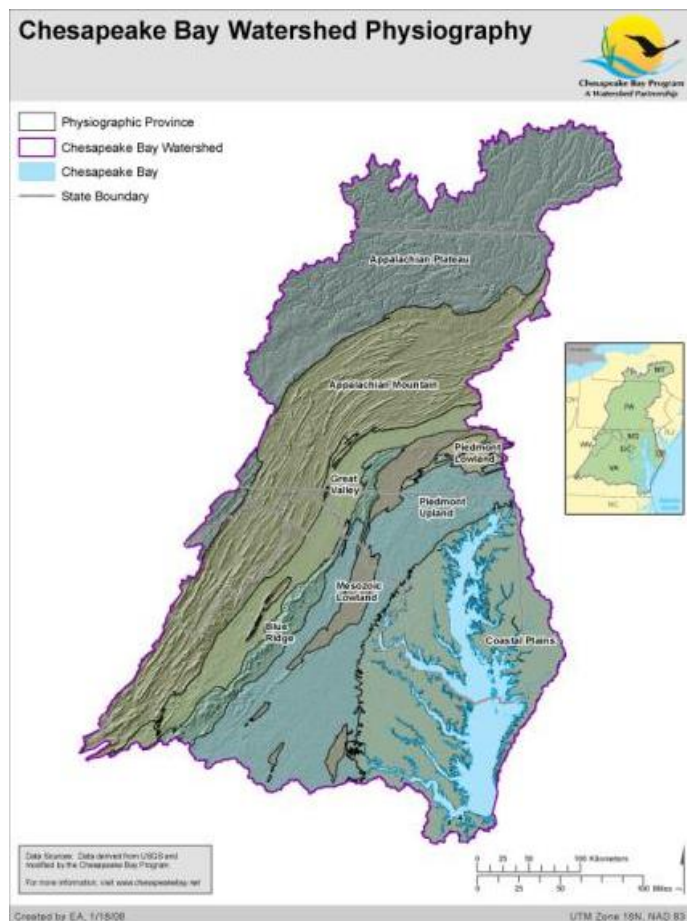 Chesapeake Bay Watershed Physiography
Chesapeake Bay Program
A Watershed Partnership
Physiographic Province
Chesapeake Bay Watershed
Chesapeake Bay
State Boundary
Appalachian Plateau
Appalachian Mountain
Piedmont
Lowland
Great
Valley
Piedmont
Upland
Mesozoic
Lowland
Blue
Ridge
Coastal Plains
NY
PA
OH
NJ
MD
WV
DC
DE
VA
NC
Data Sources: Data derived from USGS and
modified by the Chesapeake Bay Program.
For more information, visit www.chesapeakebay.net
0 25 50 100 Kilometers
0 25 50 100 Miles
Created by EA, 1/18/08
UTM Zone 18N, NAD 83